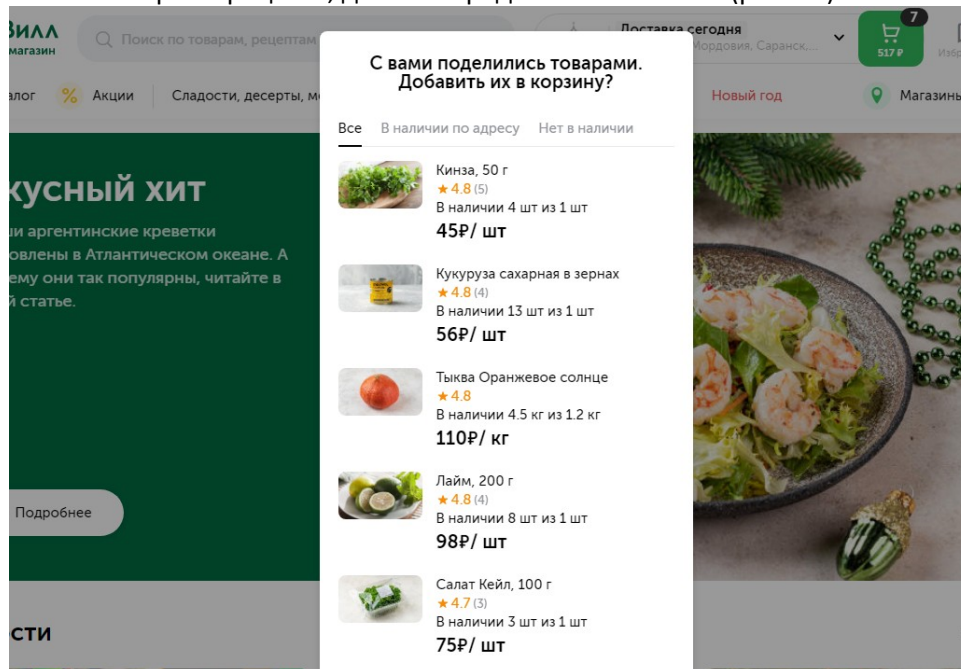 ВИЛЛ
магазин
Поиск по товарам, рецептам
Доставка сегодня
Мордовия, Саранск,...
7
517 ₽
Акции
Сладости, десерты,
Новый год
Магазины
С вами поделились товарами.
Добавить их в корзину?
Все В наличии по адресу Нет в наличии
Кинза, 50 г
★ 4.8 (5)
В наличии 4 шт из 1 шт
45₽/ шт
Кукуруза сахарная в зернах
★ 4.8 (4)
В наличии 13 шт из 1 шт
56₽/ шт
Тыква Оранжевое солнце
★ 4.8
В наличии 4.5 кг из 1.2 кг
110₽/ кг
Лайм, 200 г
★ 4.8 (4)
В наличии 8 шт из 1 шт
98₽/ шт
Салат Кейл, 100 г
★ 4.7 (3)
В наличии 3 шт из 1 шт
75₽/ шт
кусный хит
ши аргентинские креветки
овлены в Атлантическом океане. А
ему они так популярны, читайте в
й статье.
Подробнее
сти